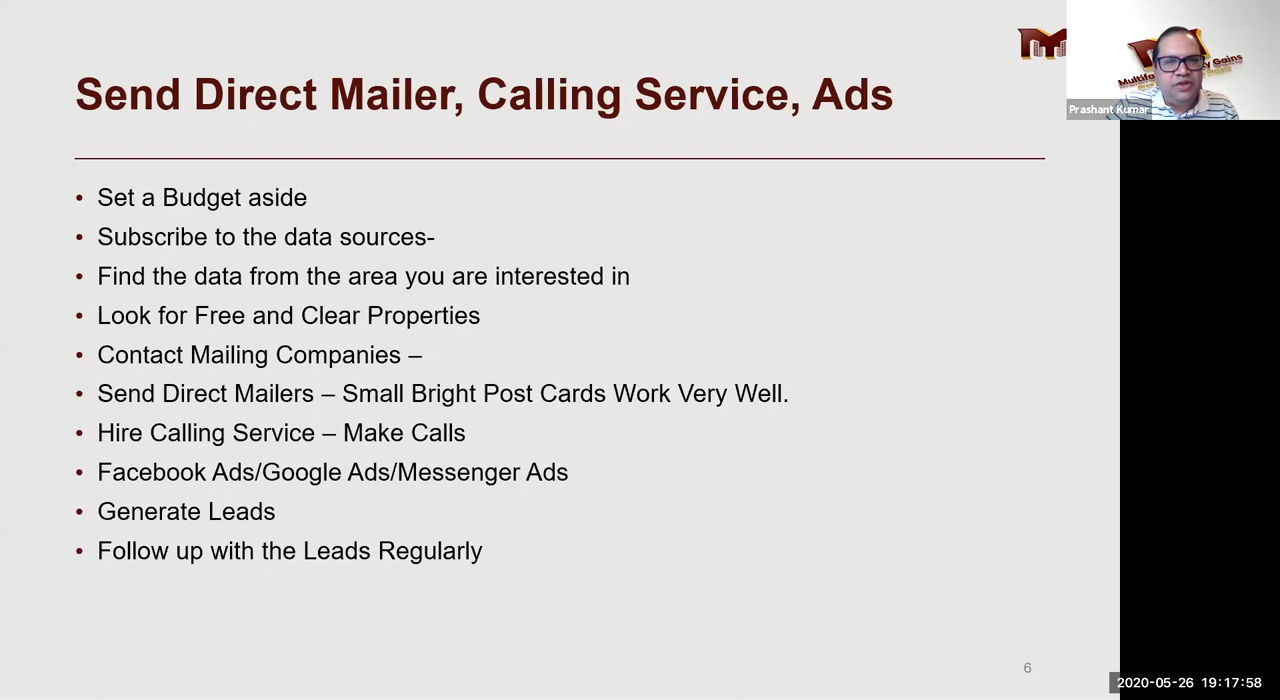 Send Direct Mailer, Calling Service, Ads
• Set a Budget aside
• Subscribe to the data sources-
• Find the data from the area you are interested in
• Look for Free and Clear Properties
• Contact Mailing Companies –
• Send Direct Mailers – Small Bright Post Cards Work Very Well.
• Hire Calling Service – Make Calls
• Facebook Ads/Google Ads/Messenger Ads
• Generate Leads
• Follow up with the Leads Regularly
6
Prashant Kumar
2020-05-26 19:17:58